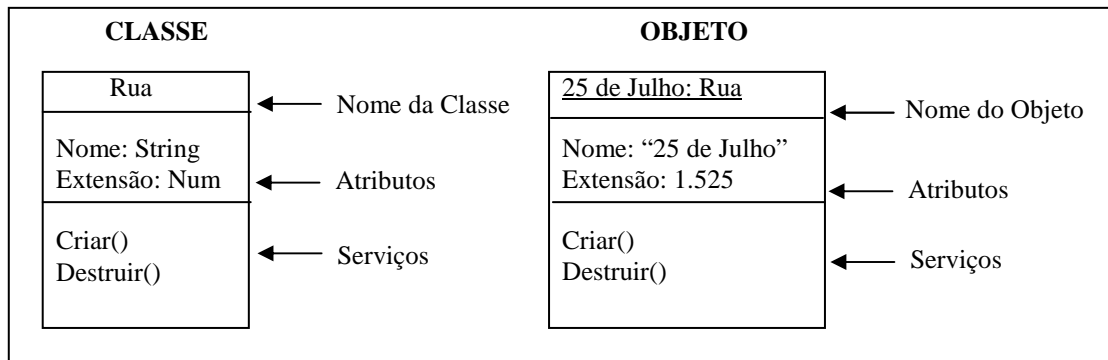 CLASSE
Rua
Nome da Classe
Nome: String
Extensão: Num
Atributos
Criar()
Destruir()
Serviços
OBJETO
25 de Julho: Rua
Nome do Objeto
Nome: “25 de Julho”
Extensão: 1.525
Atributos
Criar()
Destruir()
Serviços